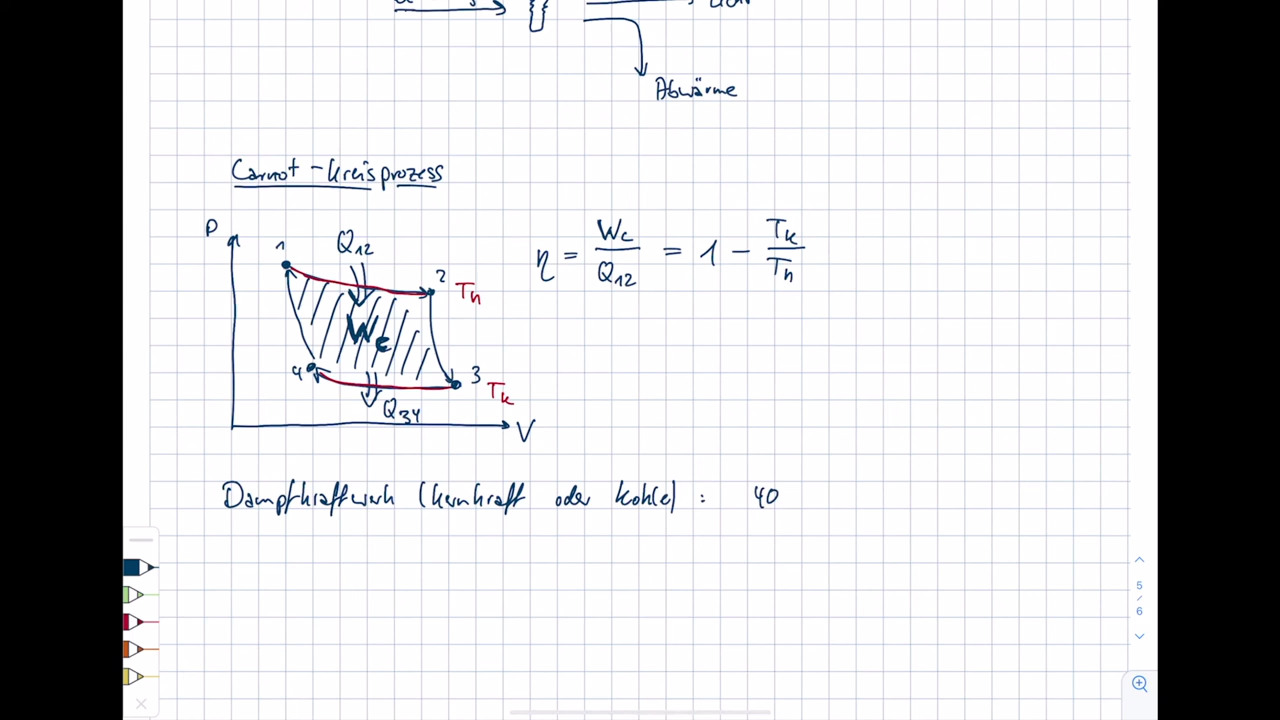 Abwärme
Carnot-Kreisprozess
P
1
Q12
2
Th
Wc
η = Wc/Q12 = 1 - Tk/Th
4
3
Tk
Q34
V
Dampfkraftwerk (Kernkraft oder Kohle) : 40
5
/
6